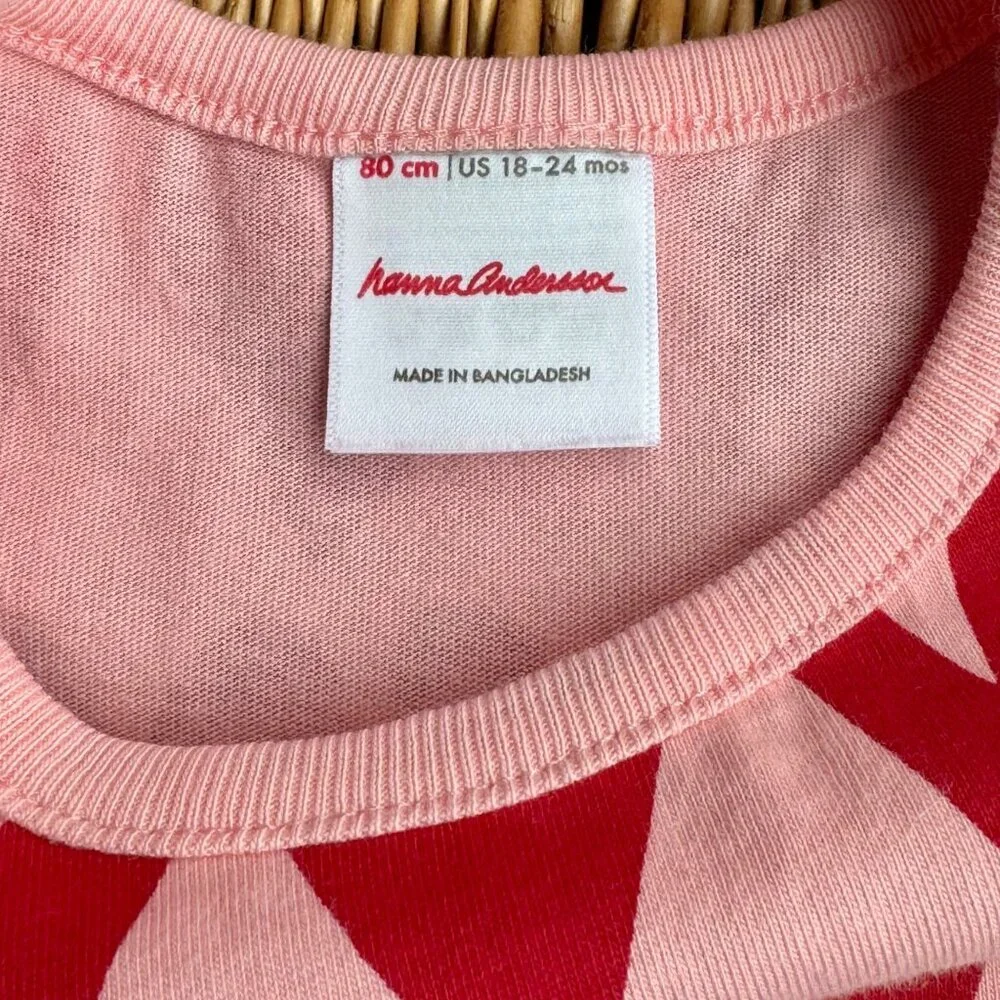 80 cm | US 18-24 mos
hanna Andersson
MADE IN BANGLADESH